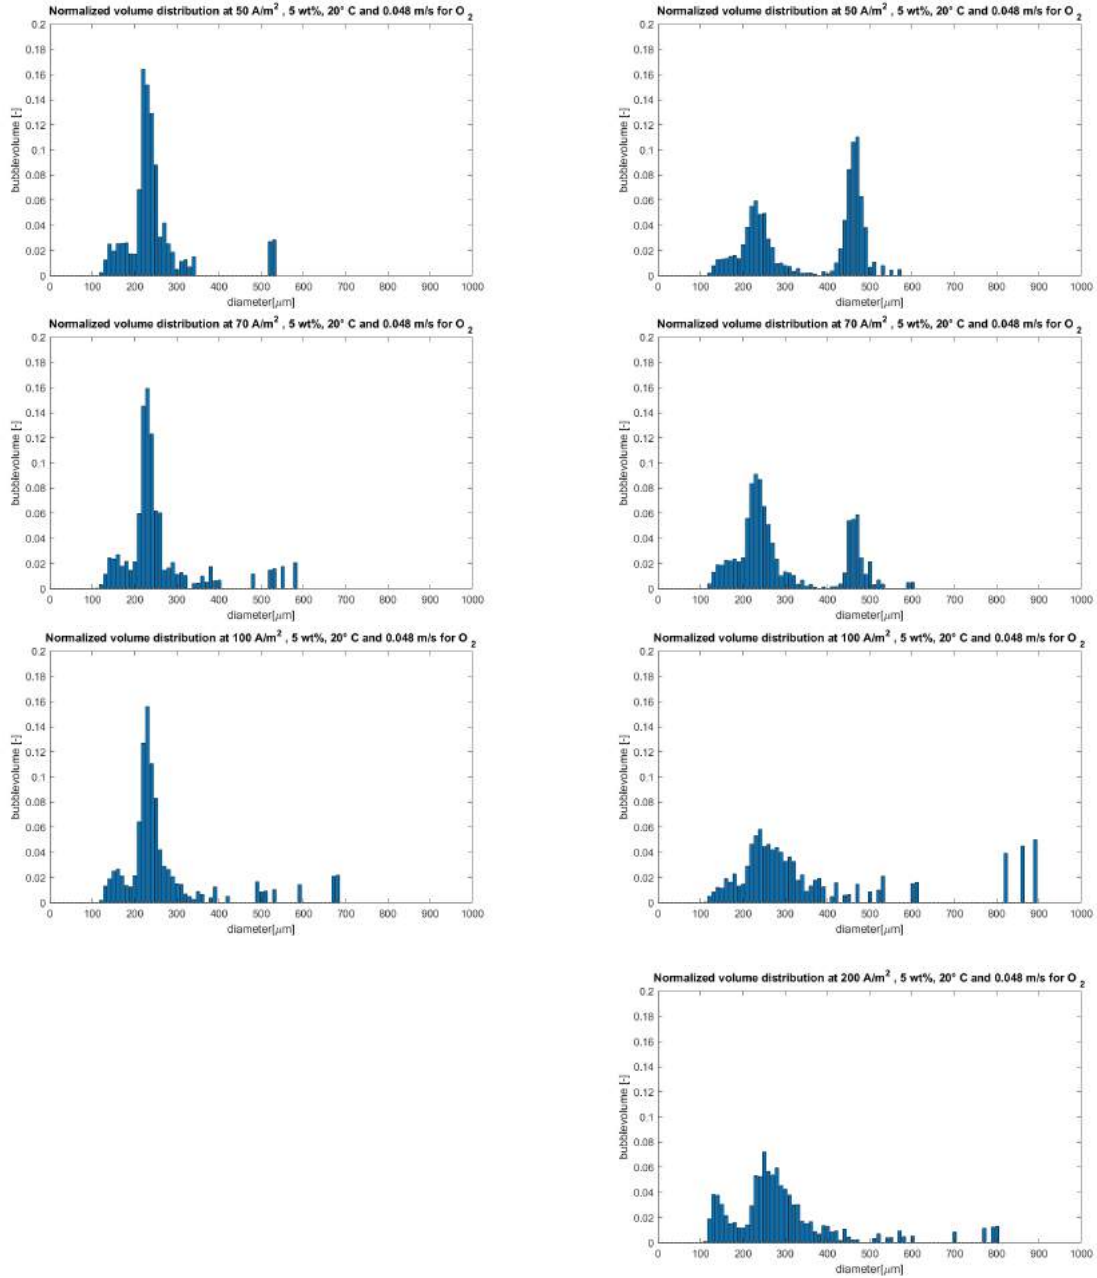 Normalized volume distribution at 50 A/m2 , 5 wt%, 20° C and 0.048 m/s for O2
0.2
0.18
0.16
0.14
0.12
0.1
0.08
0.06
0.04
0.02
0
bubblevolume [-]
0 100 200 300 400 500 600 700 800 900 1000
diameter[μm]
Normalized volume distribution at 50 A/m2 , 5 wt%, 20° C and 0.048 m/s for O2
0.2
0.18
0.16
0.14
0.12
0.1
0.08
0.06
0.04
0.02
0
bubblevolume [-]
0 100 200 300 400 500 600 700 800 900 1000
diameter[μm]
Normalized volume distribution at 70 A/m2 , 5 wt%, 20° C and 0.048 m/s for O2
0.2
0.18
0.16
0.14
0.12
0.1
0.08
0.06
0.04
0.02
0
bubblevolume [-]
0 100 200 300 400 500 600 700 800 900 1000
diameter[μm]
Normalized volume distribution at 70 A/m2 , 5 wt%, 20° C and 0.048 m/s for O2
0.2
0.18
0.16
0.14
0.12
0.1
0.08
0.06
0.04
0.02
0
bubblevolume [-]
0 100 200 300 400 500 600 700 800 900 1000
diameter[μm]
Normalized volume distribution at 100 A/m2 , 5 wt%, 20° C and 0.048 m/s for O2
0.2
0.18
0.16
0.14
0.12
0.1
0.08
0.06
0.04
0.02
0
bubblevolume [-]
0 100 200 300 400 500 600 700 800 900 1000
diameter[μm]
Normalized volume distribution at 100 A/m2 , 5 wt%, 20° C and 0.048 m/s for O2
0.2
0.18
0.16
0.14
0.12
0.1
0.08
0.06
0.04
0.02
0
bubblevolume [-]
0 100 200 300 400 500 600 700 800 900 1000
diameter[μm]
Normalized volume distribution at 200 A/m2 , 5 wt%, 20° C and 0.048 m/s for O2
0.2
0.18
0.16
0.14
0.12
0.1
0.08
0.06
0.04
0.02
0
bubblevolume [-]
0 100 200 300 400 500 600 700 800 900 1000
diameter[μm]